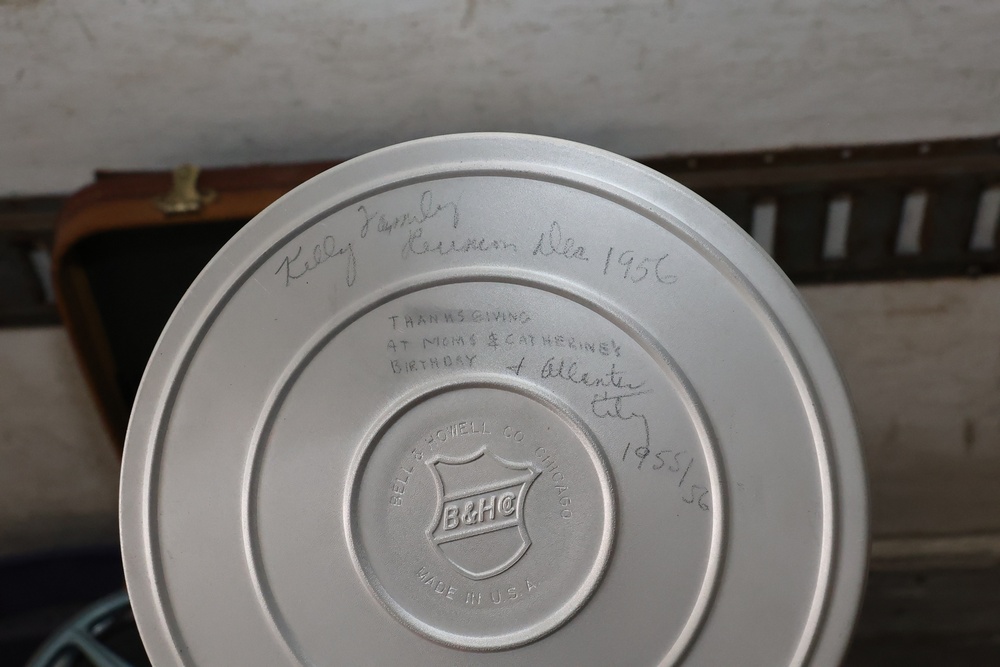 Kelly Family
Reunion Dec 1956
THANKSGIVING
AT MOMS & CATHERINE'S
BIRTHDAY + Atlantic
City
1955/
56
BELL & HOWELL CO. CHICAGO
B&H Co
MADE IN U.S.A.